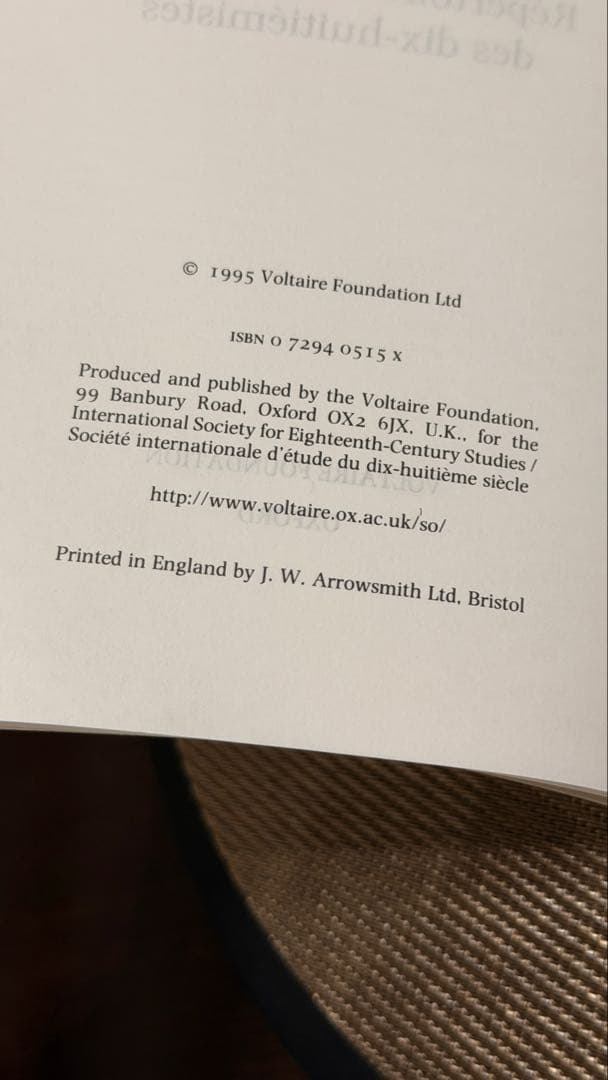 © 1995 Voltaire Foundation Ltd
ISBN 0 7294 0515 X
Produced and published by the Voltaire Foundation,
99 Banbury Road, Oxford OX2 6JX, U.K., for the
International Society for Eighteenth-Century Studies /
Société internationale d'étude du dix-huitième siècle
http://www.voltaire.ox.ac.uk/so/
Printed in England by J. W. Arrowsmith Ltd, Bristol